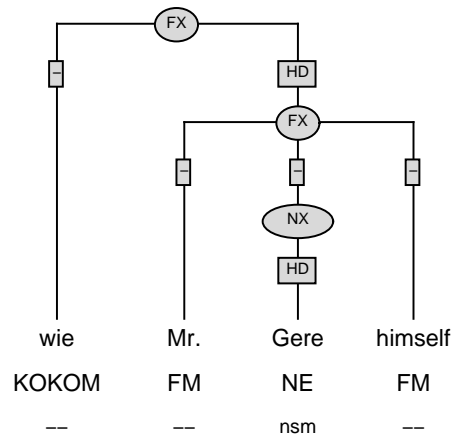 FX
– HD
FX
– – –
NX
HD
wie Mr. Gere himself
KOKOM FM NE FM
–– –– nsm ––